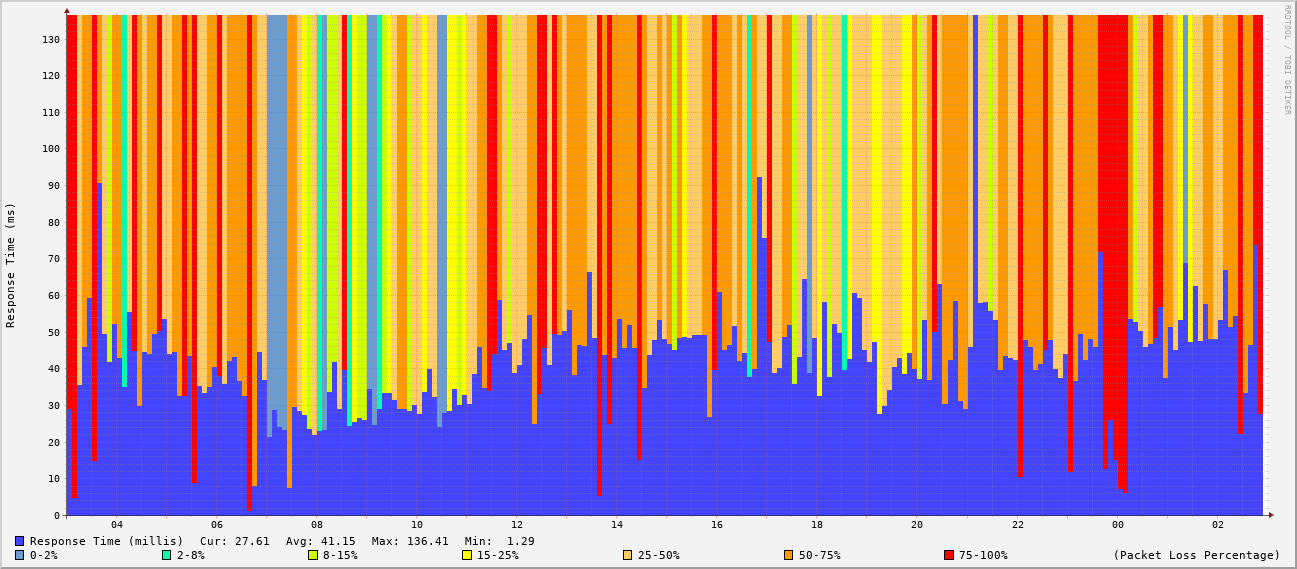 RRDTOOL / TOBI OETIKER
Response Time (ms)
130
120
110
100
90
80
70
60
50
40
30
20
10
0
04 06 08 10 12 14 16 18 20 22 00 02
Response Time (millis) Cur: 27.61 Avg: 41.15 Max: 136.41 Min: 1.29
0-2% 2-8% 8-15% 15-25% 25-50% 50-75% 75-100% (Packet Loss Percentage)